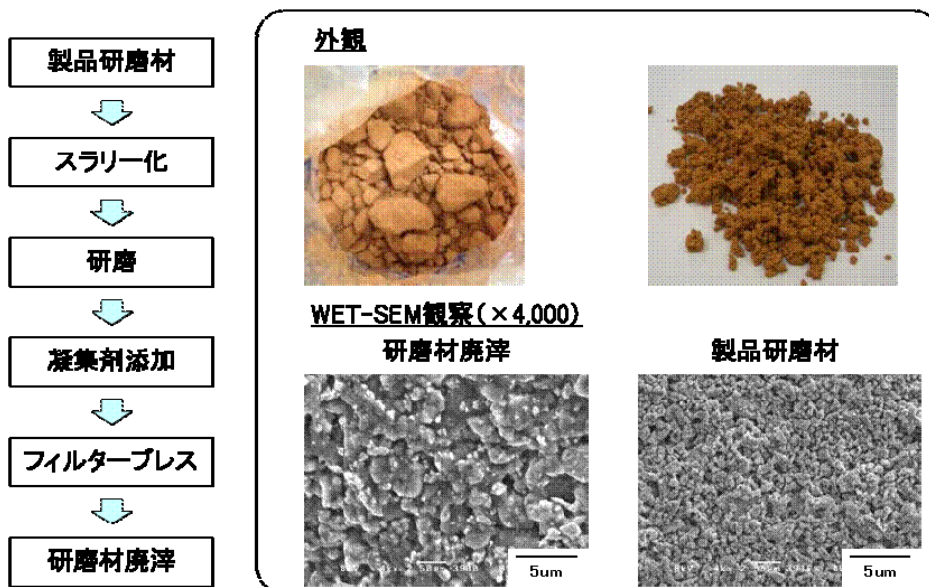 製品研磨材
スラリー化
研磨
凝集剤添加
フィルタープレス
研磨材廃滓
外観
WET-SEM観察(×4,000)
研磨材廃滓
製品研磨材
5um
5um